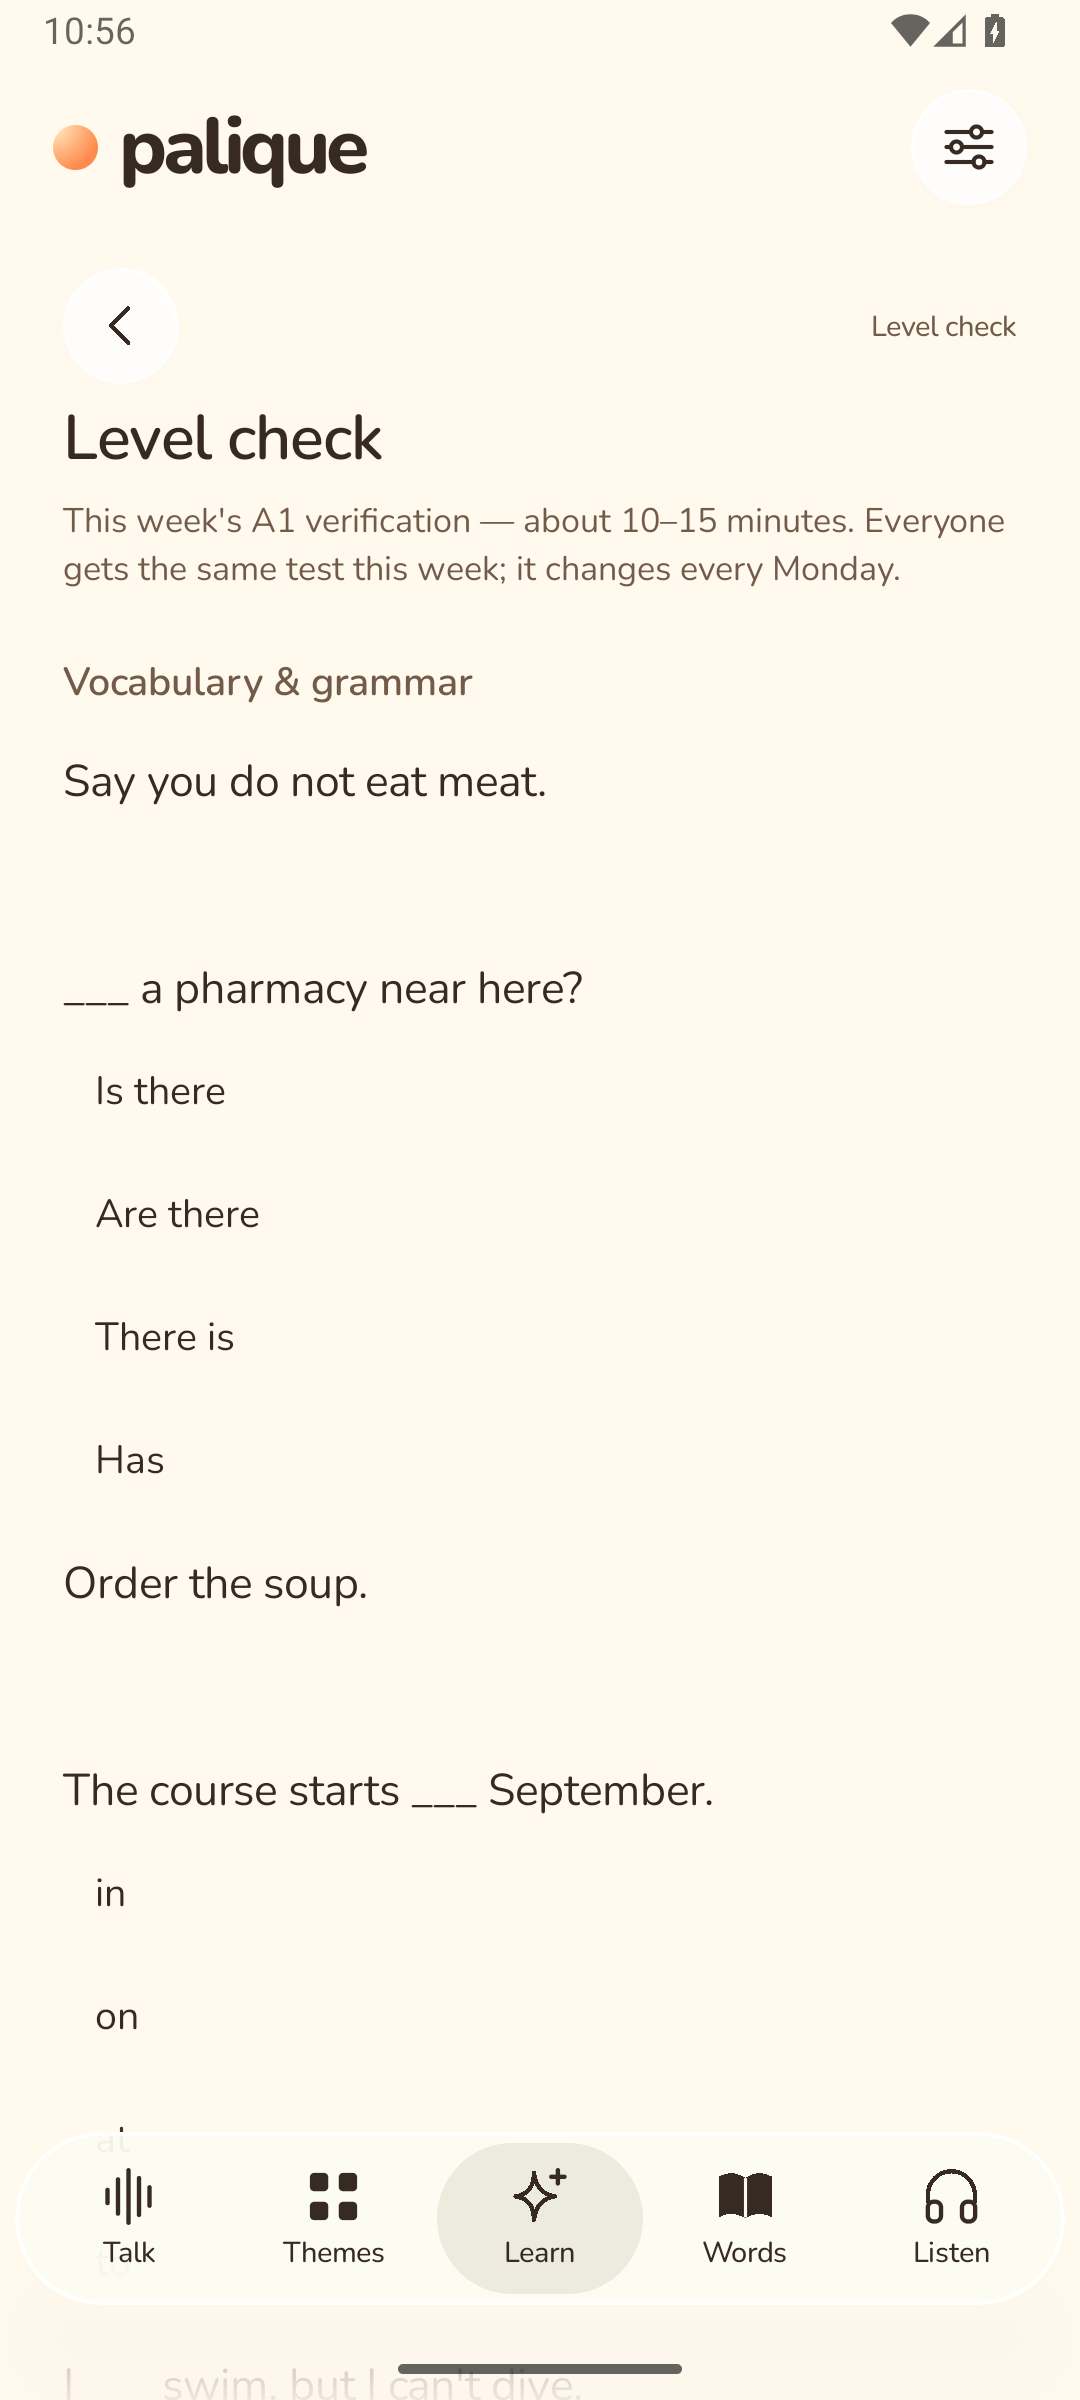 10:56
palique
Level check
Level check
This week's A1 verification — about 10–15 minutes. Everyone
gets the same test this week; it changes every Monday.
Vocabulary & grammar
Say you do not eat meat.
___ a pharmacy near here?
Is there
Are there
There is
Has
Order the soup.
The course starts ___ September.
in
on
at
to
Talk
Themes
Learn
Words
Listen
I ___ swim, but I can't dive.